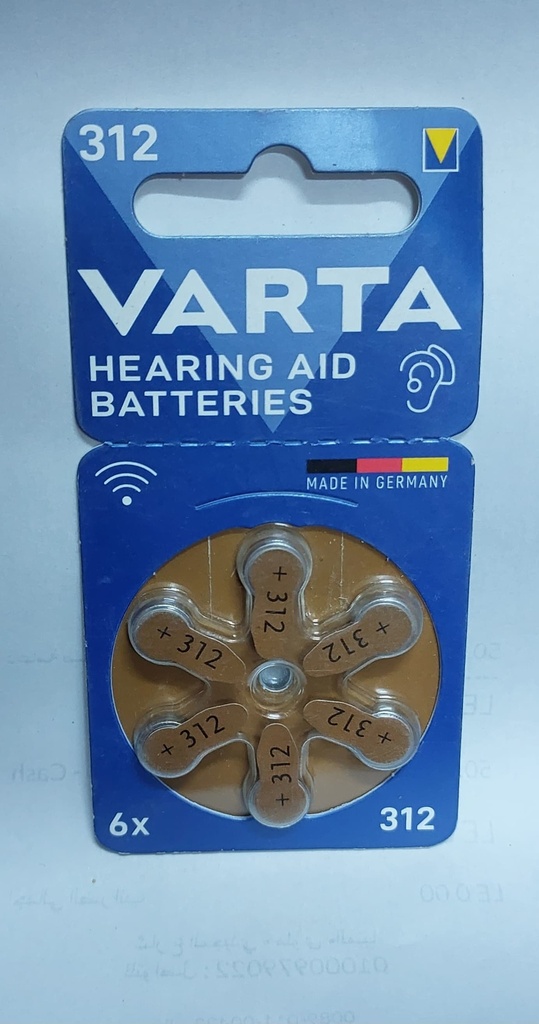 312
VARTA
HEARING AID
BATTERIES
MADE IN GERMANY
+ 312
+ 312
+ 312
+ 312
+ 312
+ 312
6x
312